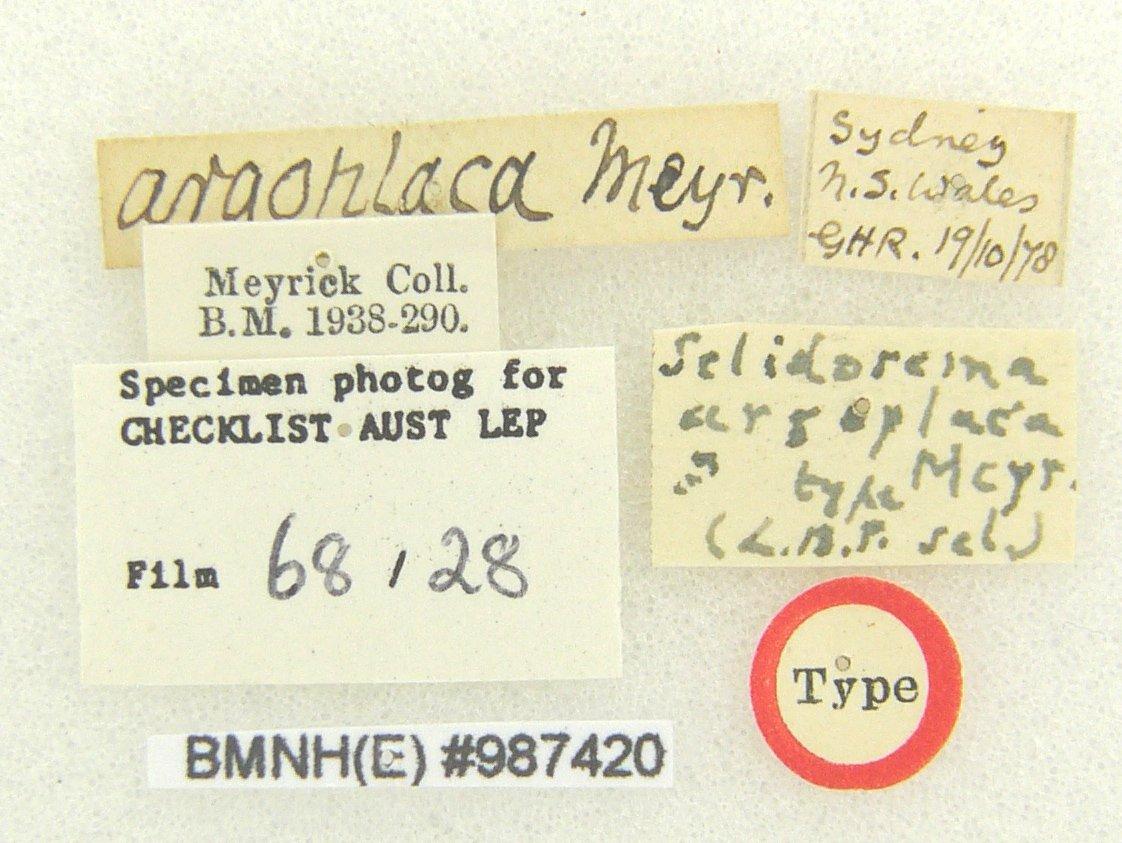 argoplaca Meyr.
Sydney
N.S. Wales
GHR. 19/10/78
Meyrick Coll.
B.M. 1938-290.
Specimen photog for
CHECKLIST AUST LEP
Film 68, 28
Selidosema
argoplaca
type Meyr.
(L.B.P. sel.)
Type
BMNH(E) #987420